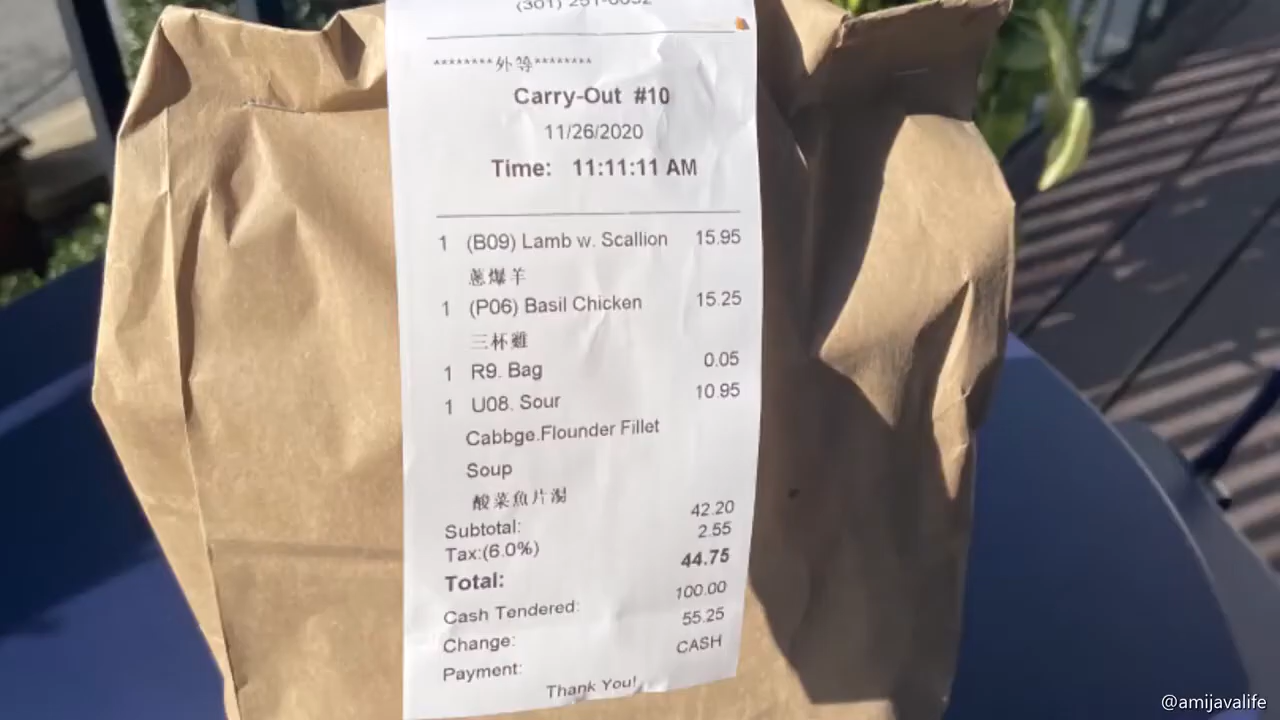 ********外等********
Carry-Out #10
11/26/2020
Time: 11:11:11 AM
1 (B09) Lamb w. Scallion 15.95
蔥爆羊
1 (P06) Basil Chicken 15.25
三杯雞
1 R9. Bag 0.05
1 U08. Sour 10.95
Cabbge.Flounder Fillet
Soup
酸菜魚片湯
Subtotal: 42.20
Tax:(6.0%) 2.55
Total: 44.75
Cash Tendered: 100.00
Change: 55.25
Payment: CASH
Thank You!
@amijavalife